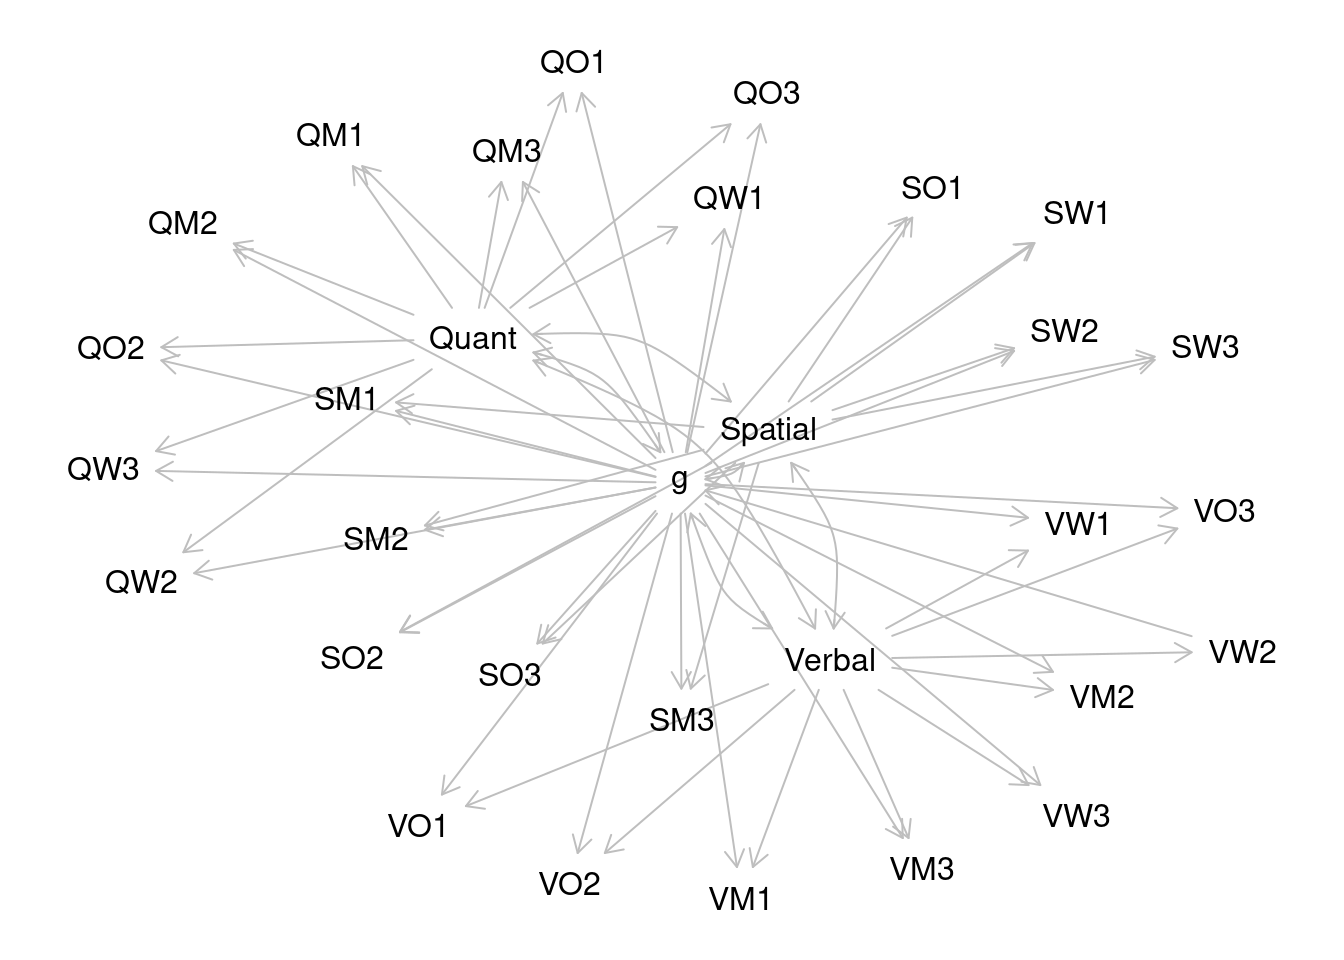 QO1
QO3
QM1
QM3
SO1
QW1
SW1
QM2
SW2
Quant
QO2
SW3
SM1
Spatial
QW3
g
VO3
VW1
SM2
QW2
VW2
SO2
Verbal
SO3
VM2
SM3
VW3
VO1
VM3
VO2
VM1